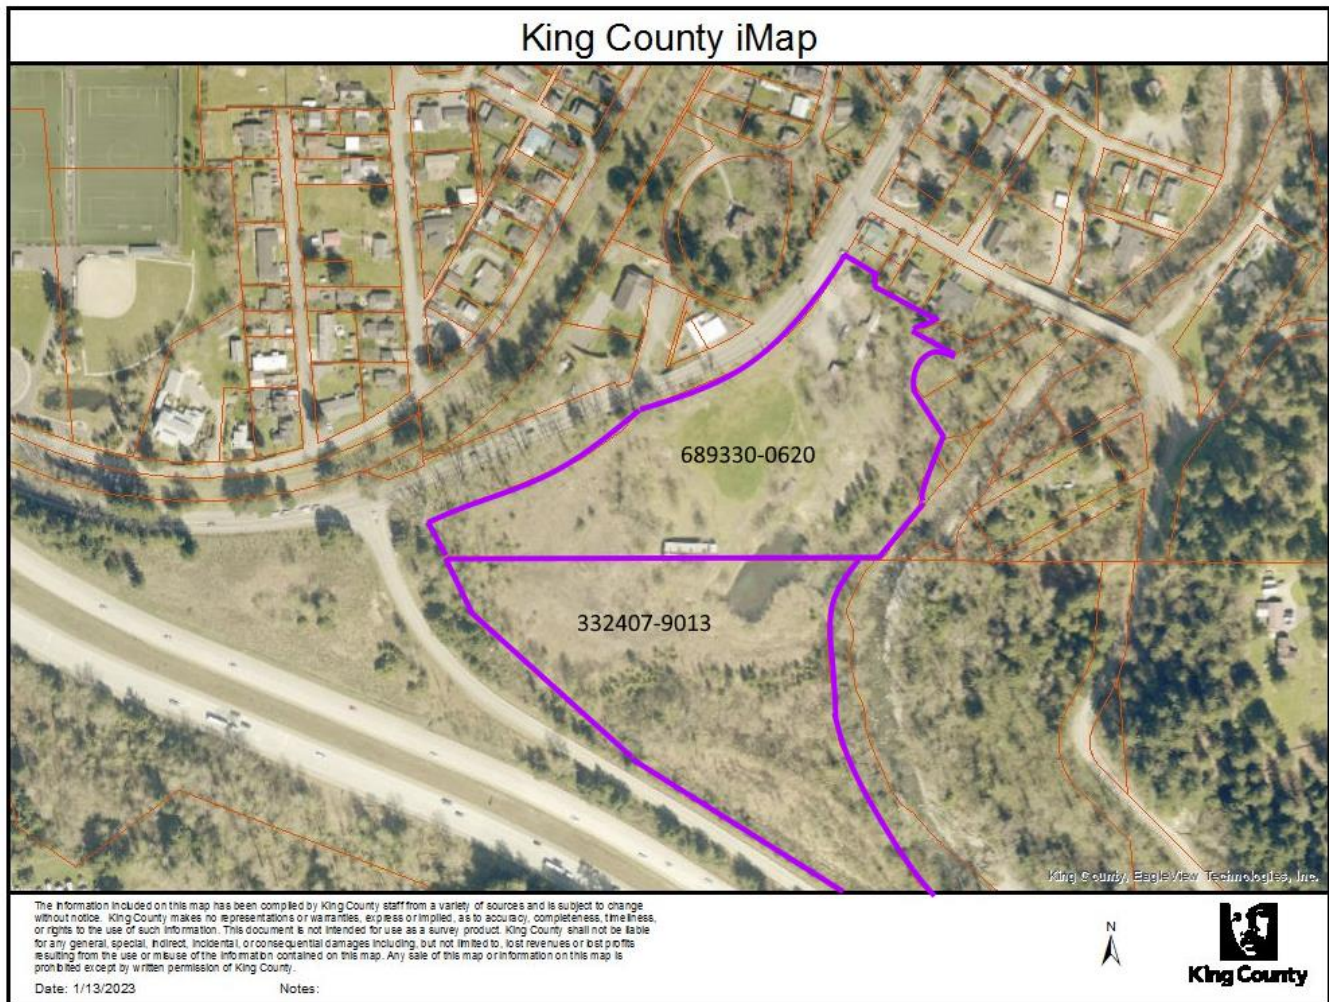 King County iMap
689330-0620
332407-9013
King County, EagleView Technologies, Inc.
The information included on this map has been compiled by King County staff from a variety of sources and is subject to change
without notice. King County makes no representations or warranties, express or implied, as to accuracy, completeness, timeliness,
or rights to the use of such information. This document is not intended for use as a survey product. King County shall not be liable
for any general, special, indirect, incidental, or consequential damages including, but not limited to, lost revenues or lost profits
resulting from the use or misuse of the information contained on this map. Any sale of this map or information on this map is
prohibited except by written permission of King County.
Date: 1/13/2023 Notes:
N
King County